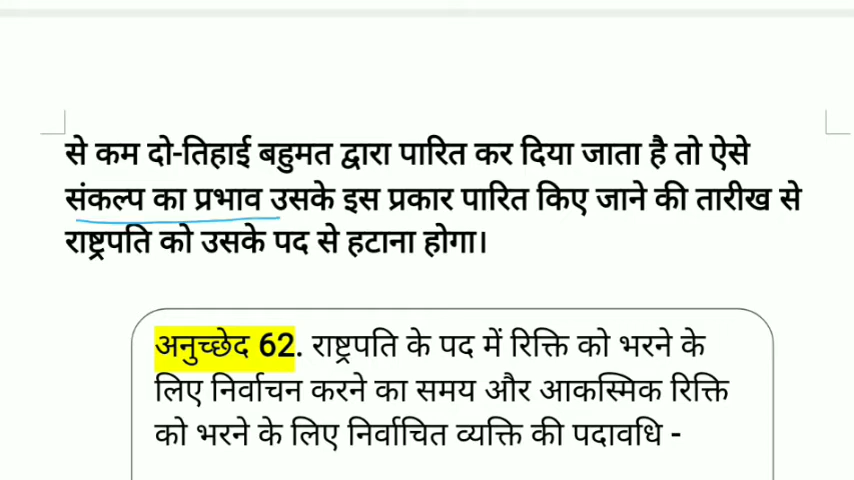 से कम दो-तिहाई बहुमत द्वारा पारित कर दिया जाता है तो ऐसे
संकल्प का प्रभाव उसके इस प्रकार पारित किए जाने की तारीख से
राष्ट्रपति को उसके पद से हटाना होगा।
अनुच्छेद 62. राष्ट्रपति के पद में रिक्ति को भरने के
लिए निर्वाचन करने का समय और आकस्मिक रिक्ति
को भरने के लिए निर्वाचित व्यक्ति की पदावधि -